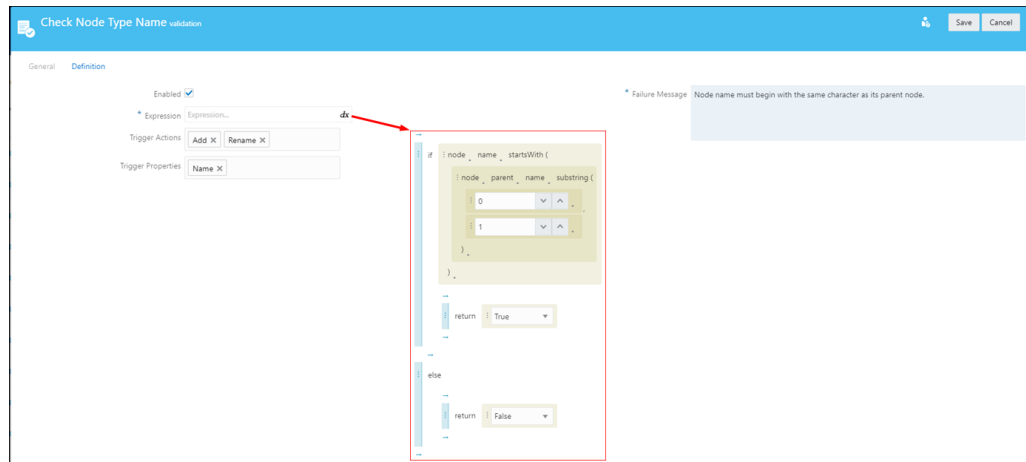 Check Node Type Name validation
Save Cancel
General Definition
Enabled
* Expression Expression... dx
Trigger Actions Add × Rename ×
Trigger Properties Name ×
* Failure Message Node name must begin with the same character as its parent node.
if node . name . startsWith (
node . parent . name . substring (
0 ,
1
) .
) .
return True
else
return False